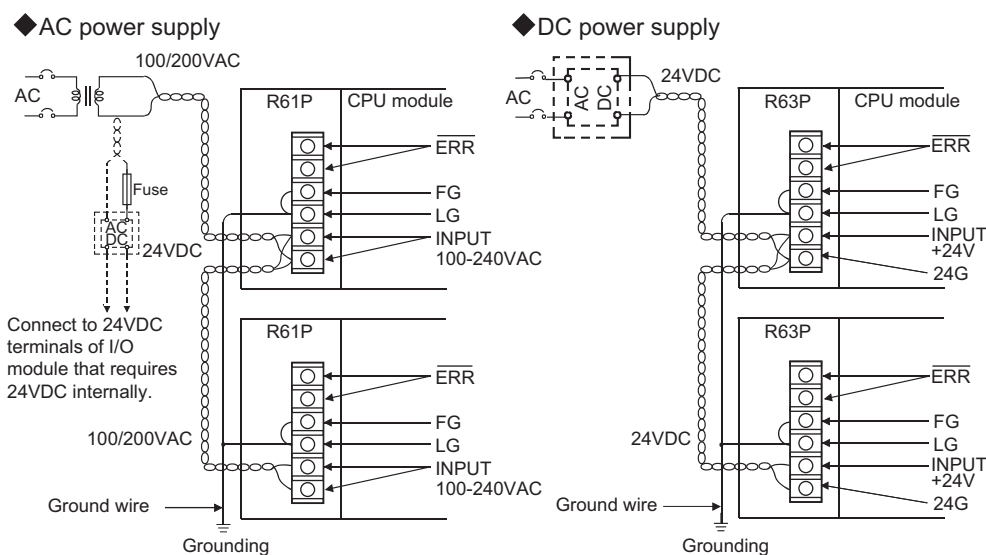 ◆AC power supply
100/200VAC
AC
R61P
CPU module
ERR
FG
LG
INPUT
100-240VAC
Fuse
AC
DC
24VDC
Connect to 24VDC
terminals of I/O
module that requires
24VDC internally.
R61P
ERR
FG
LG
INPUT
100-240VAC
100/200VAC
Ground wire
Grounding
◆DC power supply
24VDC
AC
AC
DC
R63P
CPU module
ERR
FG
LG
INPUT
+24V
24G
R63P
ERR
FG
LG
INPUT
+24V
24G
24VDC
Ground wire
Grounding